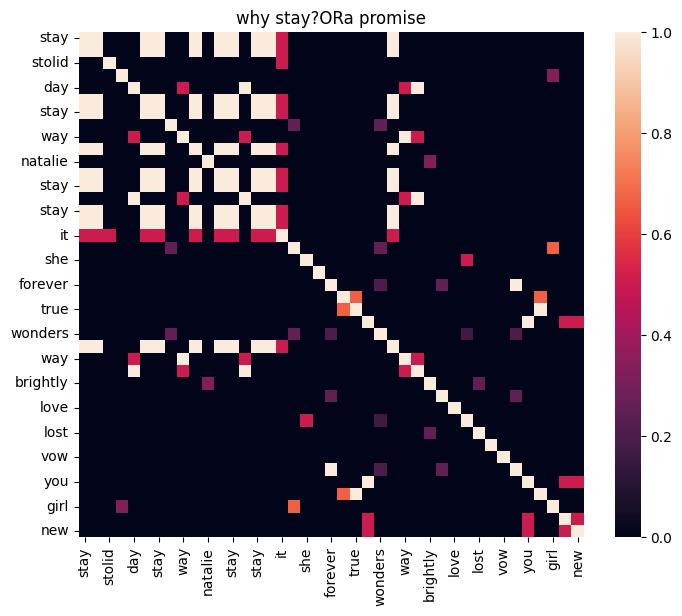 why stay?ORa promise
stay
stolid
day
stay
way
natalie
stay
stay
it
she
forever
true
wonders
way
brightly
love
lost
vow
you
girl
new
1.0
0.8
0.6
0.4
0.2
0.0
stay
stolid
day
stay
way
natalie
stay
stay
it
she
forever
true
wonders
way
brightly
love
lost
vow
you
girl
new